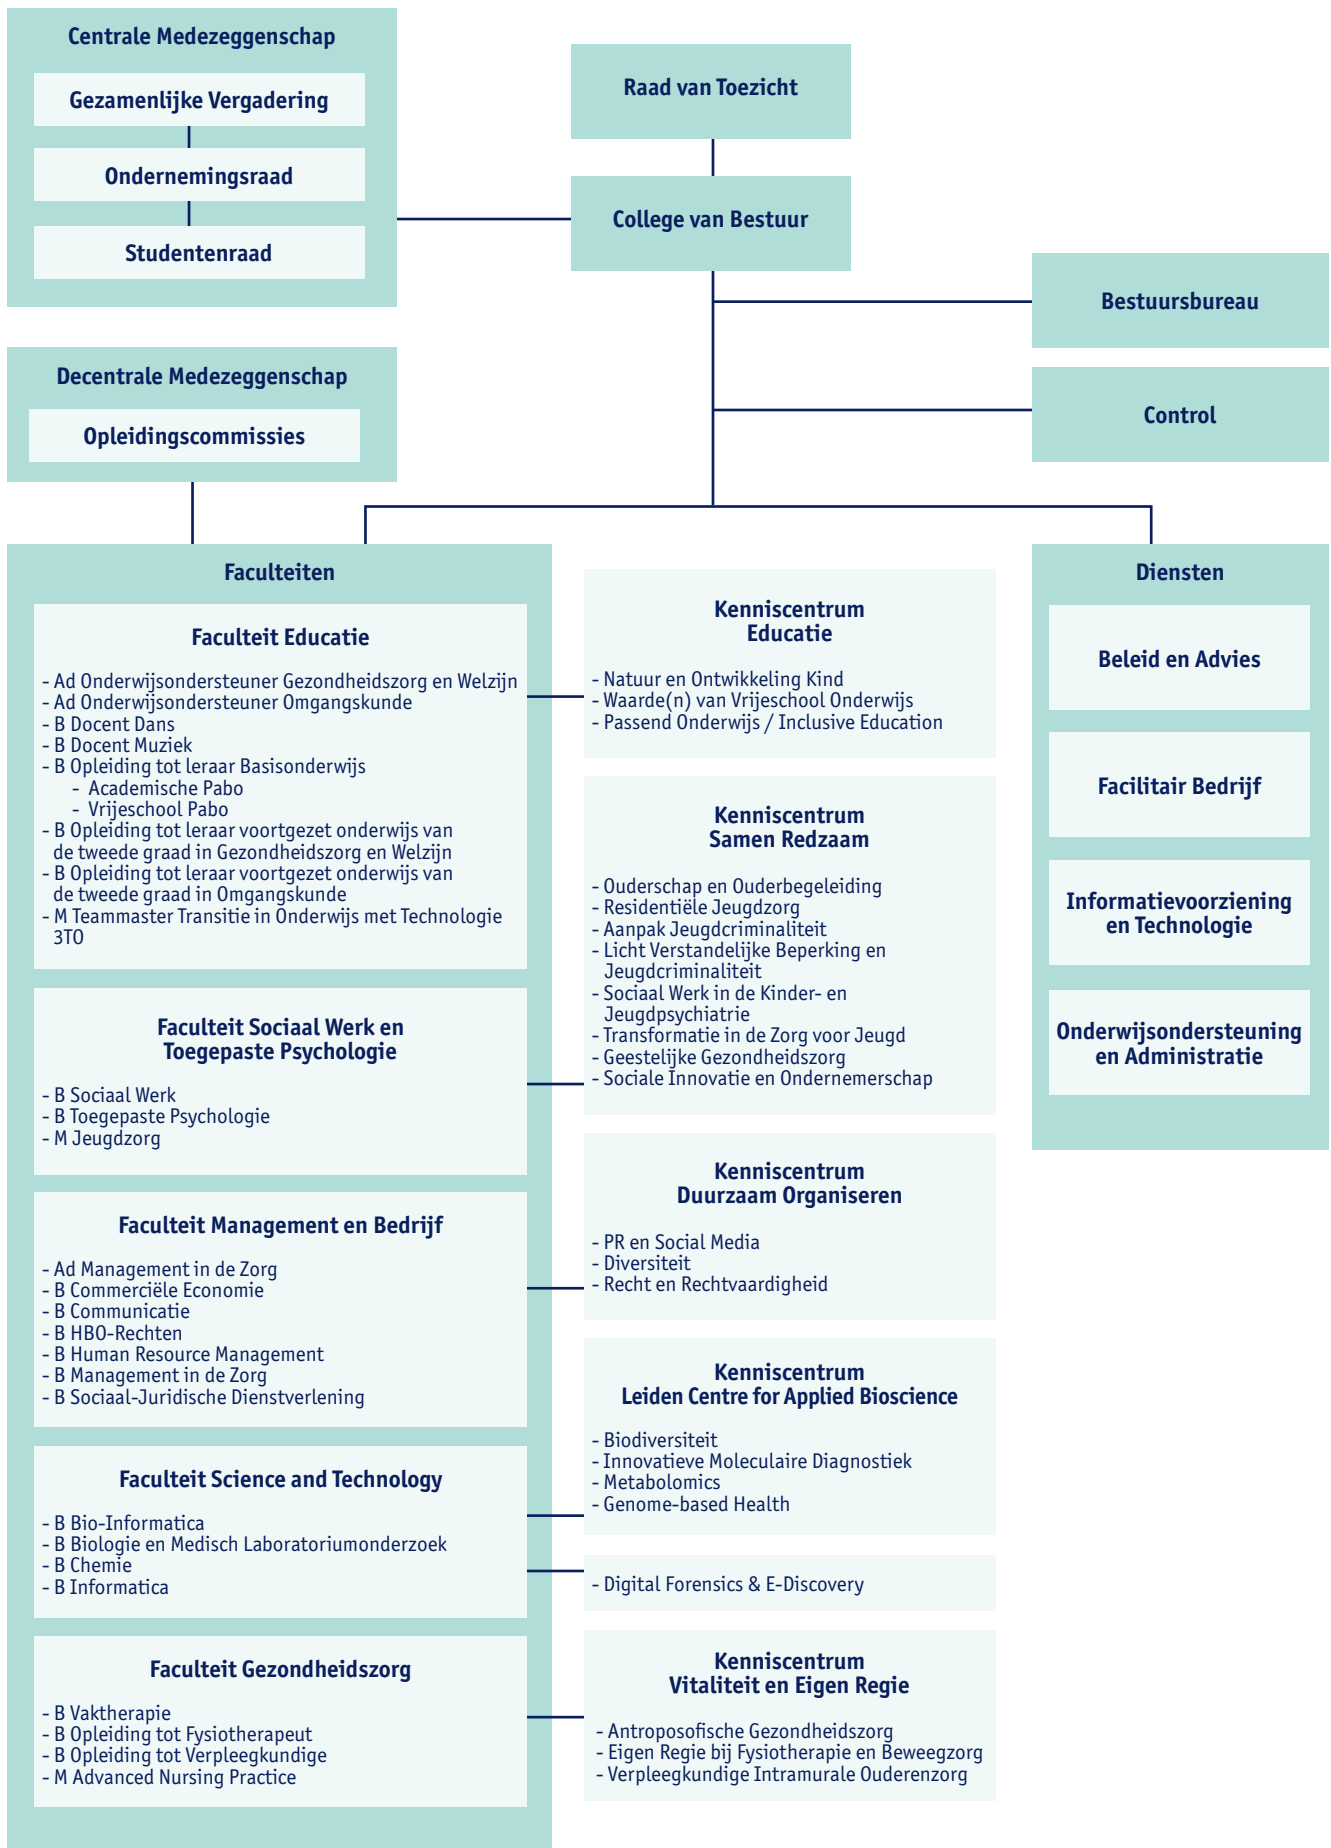 Centrale Medezeggenschap
Gezamenlijke Vergadering
Ondernemingsraad
Studentenraad
Raad van Toezicht
College van Bestuur
Bestuursbureau
Control
Decentrale Medezeggenschap
Opleidingscommissies
Faculteiten
Faculteit Educatie
- Ad Onderwijsondersteuner Gezondheidszorg en Welzijn
- Ad Onderwijsondersteuner Omgangskunde
- B Docent Dans
- B Docent Muziek
- B Opleiding tot leraar Basisonderwijs
- Academische Pabo
- Vrijeschool Pabo
- B Opleiding tot leraar voortgezet onderwijs van
de tweede graad in Gezondheidszorg en Welzijn
- B Opleiding tot leraar voortgezet onderwijs van
de tweede graad in Omgangskunde
- M Teammaster Transitie in Onderwijs met Technologie
3TO
Faculteit Sociaal Werk en
Toegepaste Psychologie
- B Sociaal Werk
- B Toegepaste Psychologie
- M Jeugdzorg
Faculteit Management en Bedrijf
- Ad Management in de Zorg
- B Commerciële Economie
- B Communicatie
- B HBO-Rechten
- B Human Resource Management
- B Management in de Zorg
- B Sociaal-Juridische Dienstverlening
Faculteit Science and Technology
- B Bio-Informatica
- B Biologie en Medisch Laboratoriumonderzoek
- B Chemie
- B Informatica
Faculteit Gezondheidszorg
- B Vaktherapie
- B Opleiding tot Fysiotherapeut
- B Opleiding tot Verpleegkundige
- M Advanced Nursing Practice
Kenniscentrum
Educatie
- Natuur en Ontwikkeling Kind
- Waarde(n) van Vrijeschool Onderwijs
- Passend Onderwijs / Inclusive Education
Kenniscentrum
Samen Redzaam
- Ouderschap en Ouderbegeleiding
- Residentiële Jeugdzorg
- Aanpak Jeugdcriminaliteit
- Licht Verstandelijke Beperking en
Jeugdcriminaliteit
- Sociaal Werk in de Kinder- en
Jeugdpsychiatrie
- Transformatie in de Zorg voor Jeugd
- Geestelijke Gezondheidszorg
- Sociale Innovatie en Ondernemerschap
Kenniscentrum
Duurzaam Organiseren
- PR en Social Media
- Diversiteit
- Recht en Rechtvaardigheid
Kenniscentrum
Leiden Centre for Applied Bioscience
- Biodiversiteit
- Innovatieve Moleculaire Diagnostiek
- Metabolomics
- Genome-based Health
- Digital Forensics & E-Discovery
Kenniscentrum
Vitaliteit en Eigen Regie
- Antroposofische Gezondheidszorg
- Eigen Regie bij Fysiotherapie en Beweegzorg
- Verpleegkundige Intramurale Ouderenzorg
Diensten
Beleid en Advies
Facilitair Bedrijf
Informatievoorziening
en Technologie
Onderwijsondersteuning
en Administratie